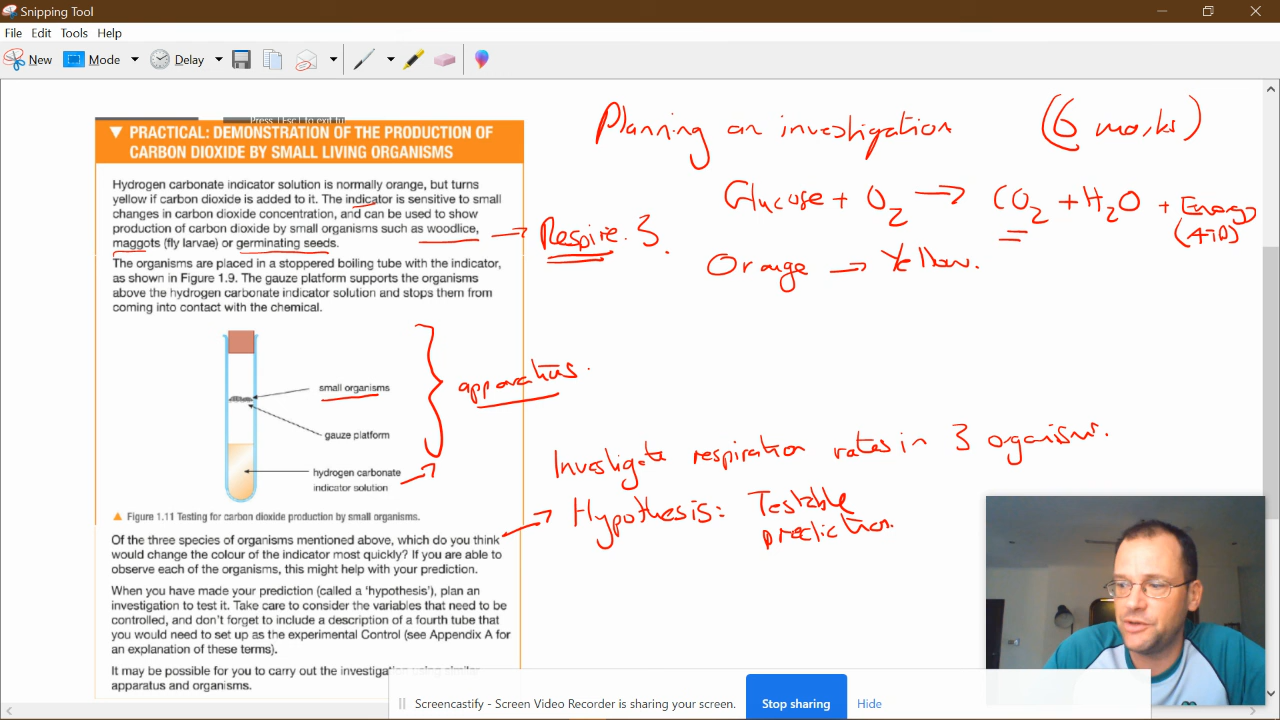 Snipping Tool
File Edit Tools Help
New Mode Delay
Press [Esc] to exit fu
▼ PRACTICAL: DEMONSTRATION OF THE PRODUCTION OF
CARBON DIOXIDE BY SMALL LIVING ORGANISMS
Hydrogen carbonate indicator solution is normally orange, but turns
yellow if carbon dioxide is added to it. The indicator is sensitive to small
changes in carbon dioxide concentration, and can be used to show
production of carbon dioxide by small organisms such as woodlice,
maggots (fly larvae) or germinating seeds.
The organisms are placed in a stoppered boiling tube with the indicator,
as shown in Figure 1.9. The gauze platform supports the organisms
above the hydrogen carbonate indicator solution and stops them from
coming into contact with the chemical.
small organisms
gauze platform
hydrogen carbonate
indicator solution
▲ Figure 1.11 Testing for carbon dioxide production by small organisms.
Of the three species of organisms mentioned above, which do you think
would change the colour of the indicator most quickly? If you are able to
observe each of the organisms, this might help with your prediction.
When you have made your prediction (called a 'hypothesis'), plan an
investigation to test it. Take care to consider the variables that need to be
controlled, and don't forget to include a description of a fourth tube that
you would need to set up as the experimental Control (see Appendix A for
an explanation of these terms).
It may be possible for you to carry out the investigation using similar
apparatus and organisms.
Planning an investigation (6 marks)
Glucose + O2 → CO2 + H2O + Energy
(ATP)
→ Respire. 3.
Orange → Yellow.
apparatus.
Investigate respiration rates in 3 organisms.
Hypothesis: Testable
prediction.
Screencastify - Screen Video Recorder is sharing your screen. Stop sharing Hide